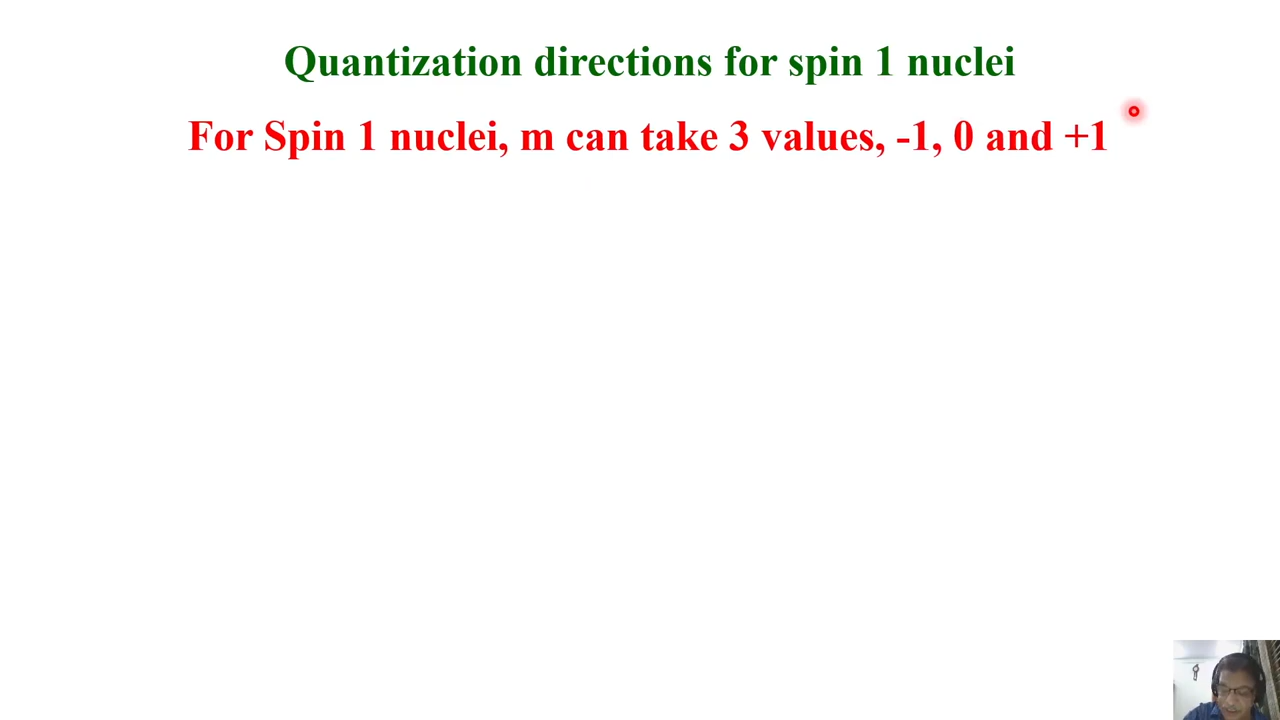 Quantization directions for spin 1 nuclei
For Spin 1 nuclei, m can take 3 values, -1, 0 and +1